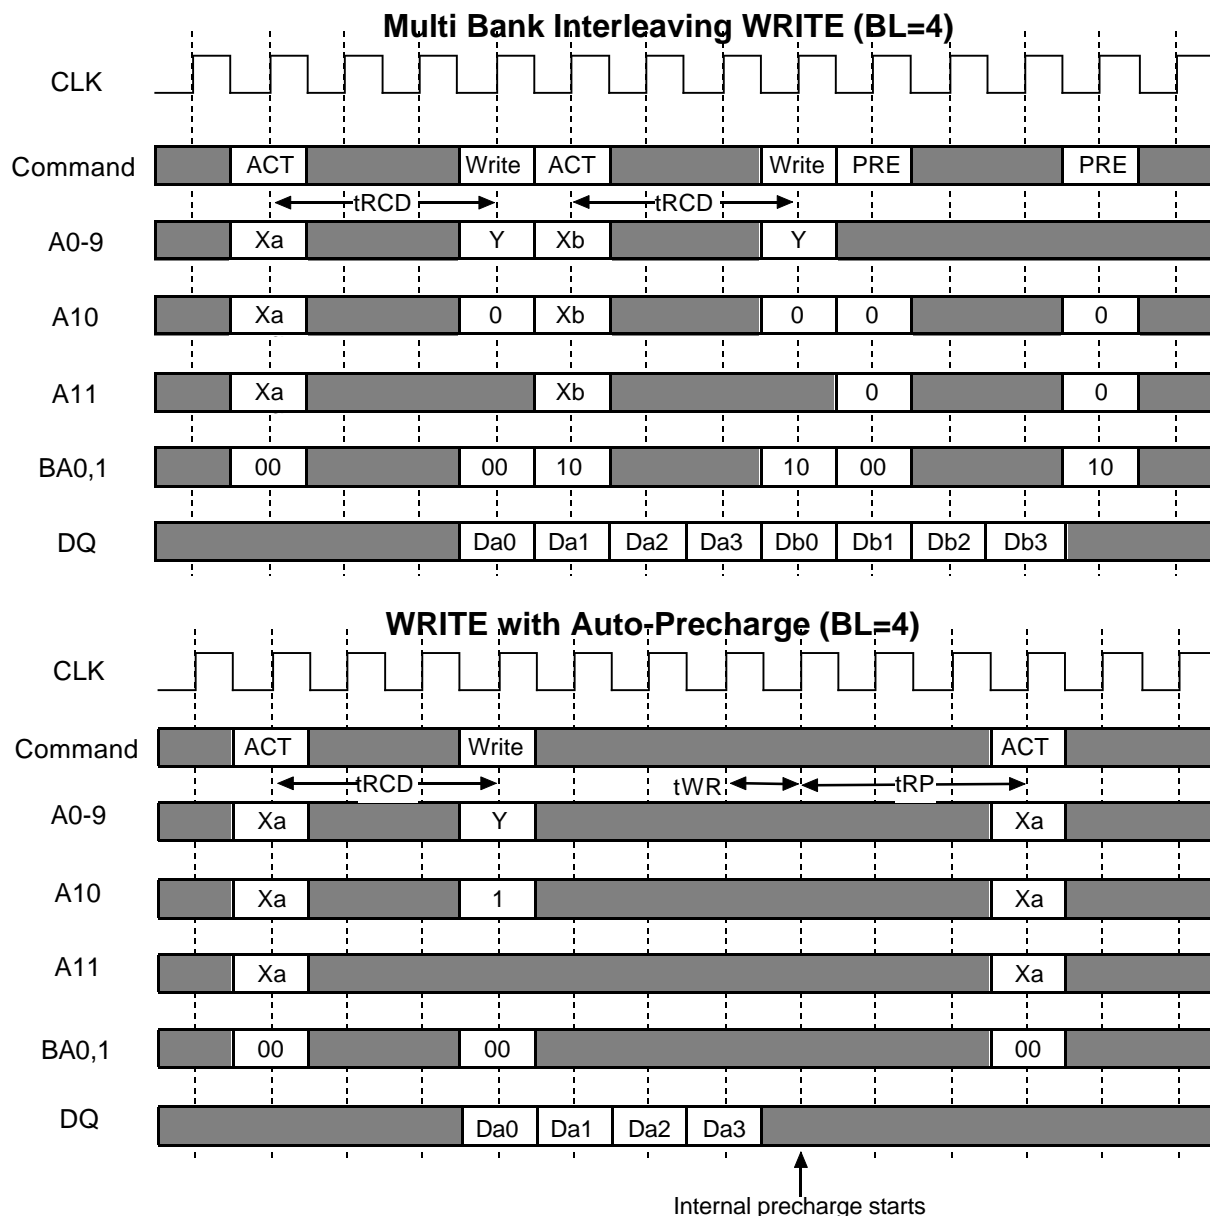 Multi Bank Interleaving WRITE (BL=4)
CLK
Command ACT Write ACT Write PRE PRE
tRCD tRCD
A0-9 Xa Y Xb Y
A10 Xa 0 Xb 0 0 0
A11 Xa Xb 0 0
BA0,1 00 00 10 10 00 10
DQ Da0 Da1 Da2 Da3 Db0 Db1 Db2 Db3
WRITE with Auto-Precharge (BL=4)
CLK
Command ACT Write ACT
tRCD tWR tRP
A0-9 Xa Y Xa
A10 Xa 1 Xa
A11 Xa Xa
BA0,1 00 00 00
DQ Da0 Da1 Da2 Da3
Internal precharge starts